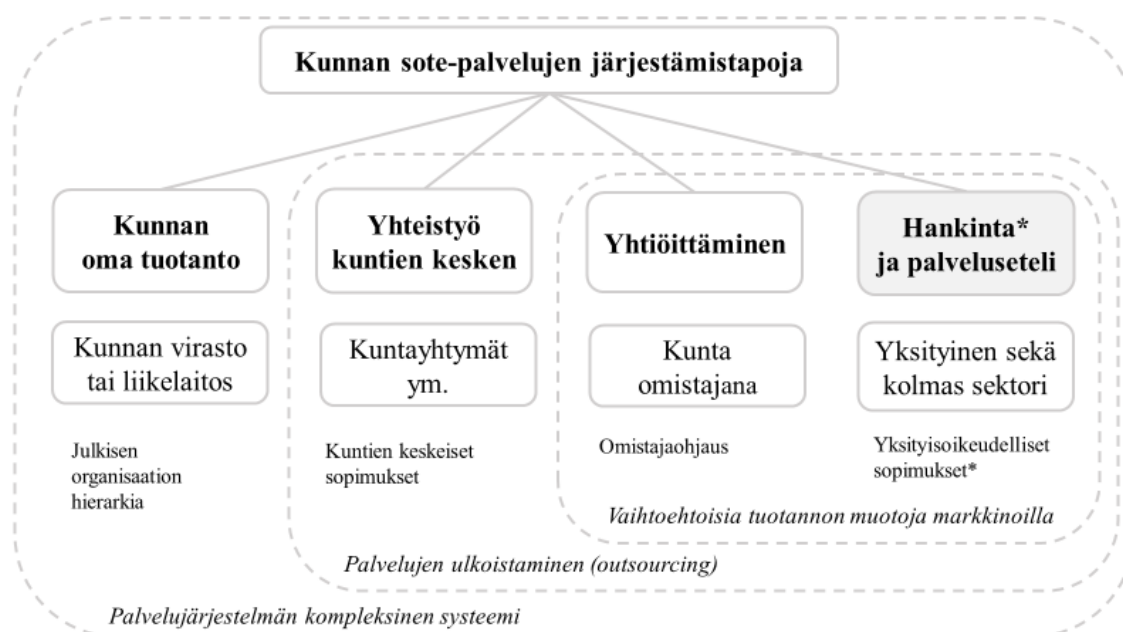 Kunnan sote-palvelujen järjestämistapoja
Kunnan
oma tuotanto
Yhteistyö
kuntien kesken
Yhtiöittäminen
Hankinta*
ja palveluseteli
Kunnan virasto
tai liikelaitos
Kuntayhtymät
ym.
Kunta
omistajana
Yksityinen sekä
kolmas sektori
Julkisen
organisaation
hierarkia
Kuntien keskeiset
sopimukset
Omistajaohjaus
Yksityisoikeudelliset
sopimukset*
Vaihtoehtoisia tuotannon muotoja markkinoilla
Palvelujen ulkoistaminen (outsourcing)
Palvelujärjestelmän kompleksinen systeemi